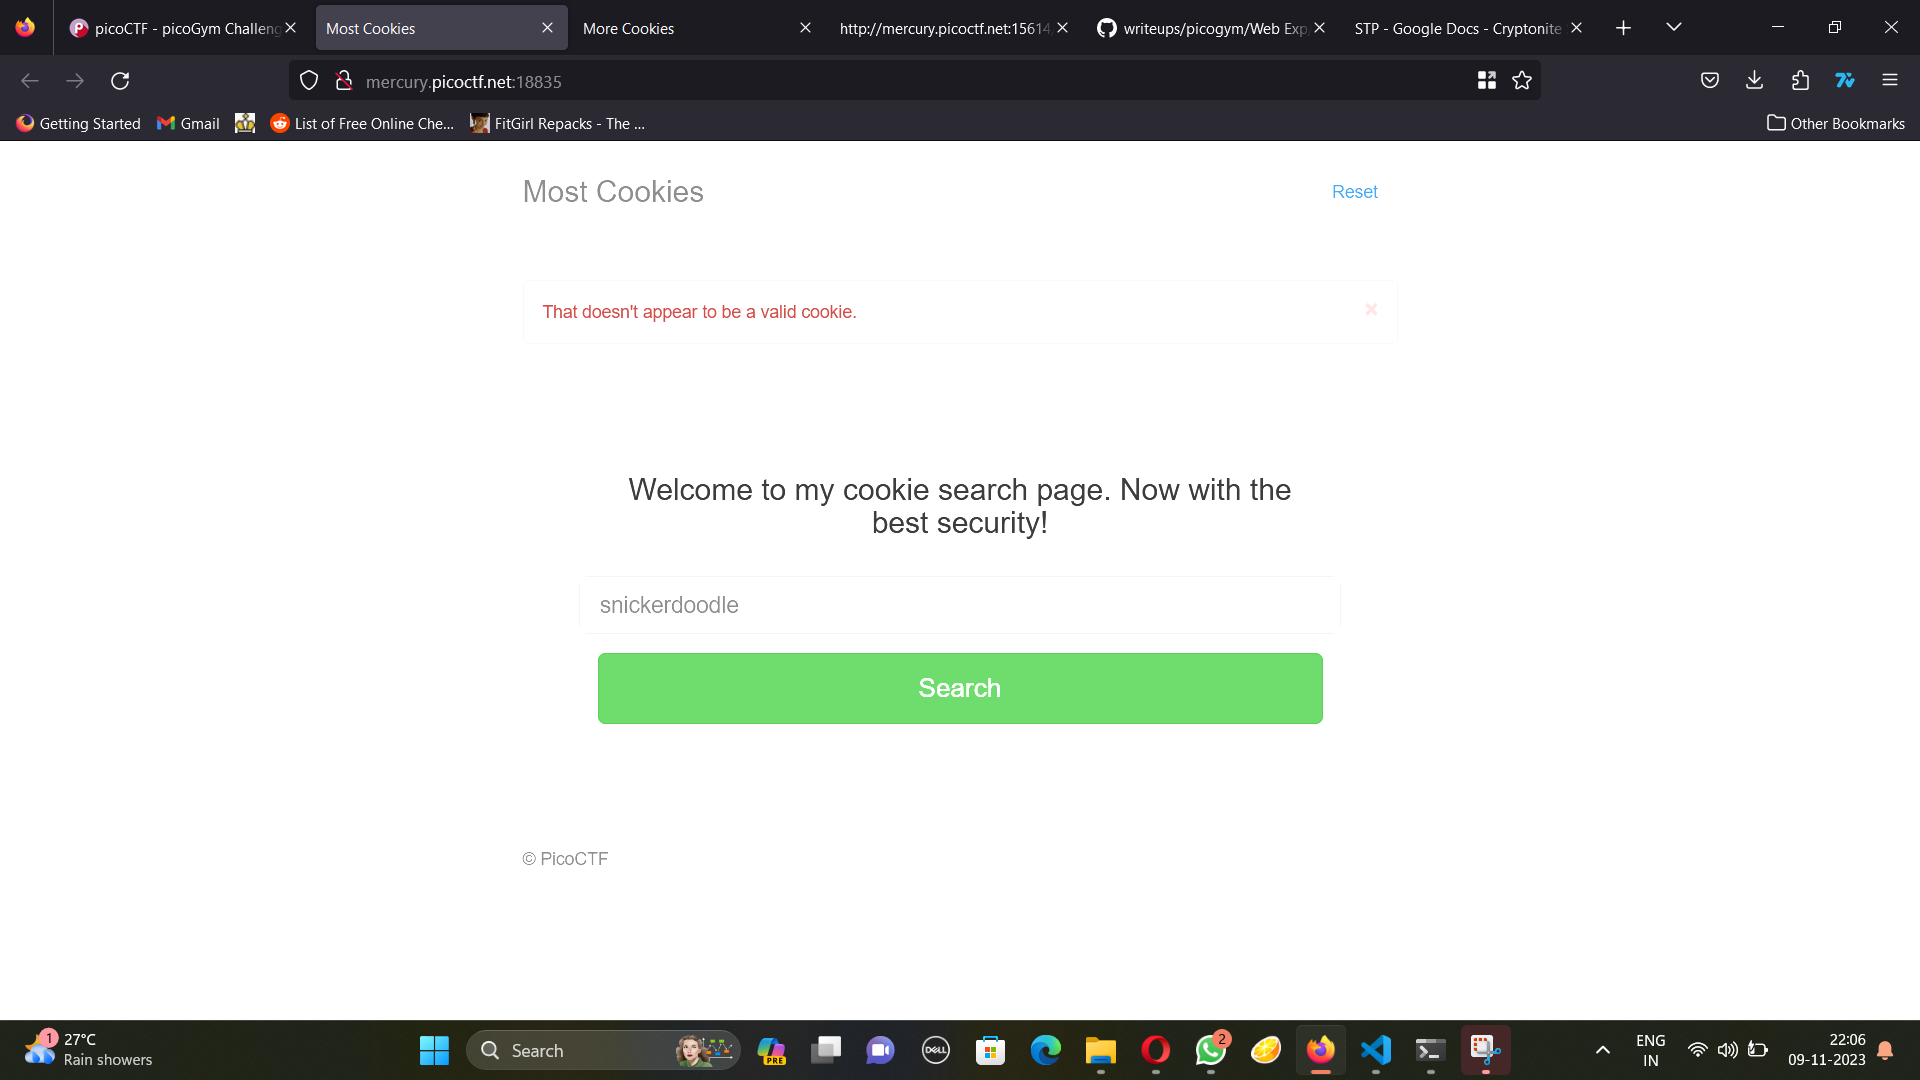 picoCTF - picoGym Challeng
Most Cookies
More Cookies
http://mercury.picoctf.net:15614
writeups/picogym/Web Exp
STP - Google Docs - Cryptonite
mercury.picoctf.net:18835
Getting Started
Gmail
List of Free Online Che...
FitGirl Repacks - The ...
Other Bookmarks
Most Cookies
Reset
That doesn't appear to be a valid cookie.
Welcome to my cookie search page. Now with the
best security!
snickerdoodle
Search
© PicoCTF
1
27°C
Rain showers
Search
PRE
DELL
2
ENG
IN
22:06
09-11-2023